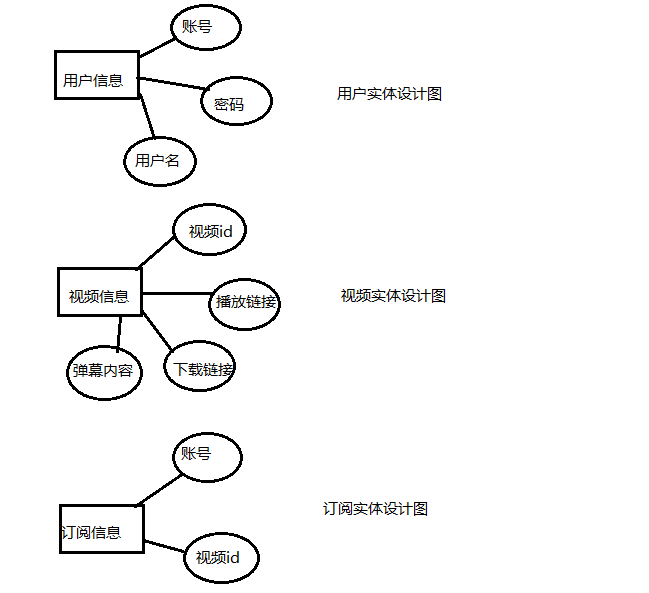 账号
用户信息
密码
用户实体设计图
用户名
视频id
视频信息
播放链接
视频实体设计图
弹幕内容
下载链接
账号
订阅信息
订阅实体设计图
视频id